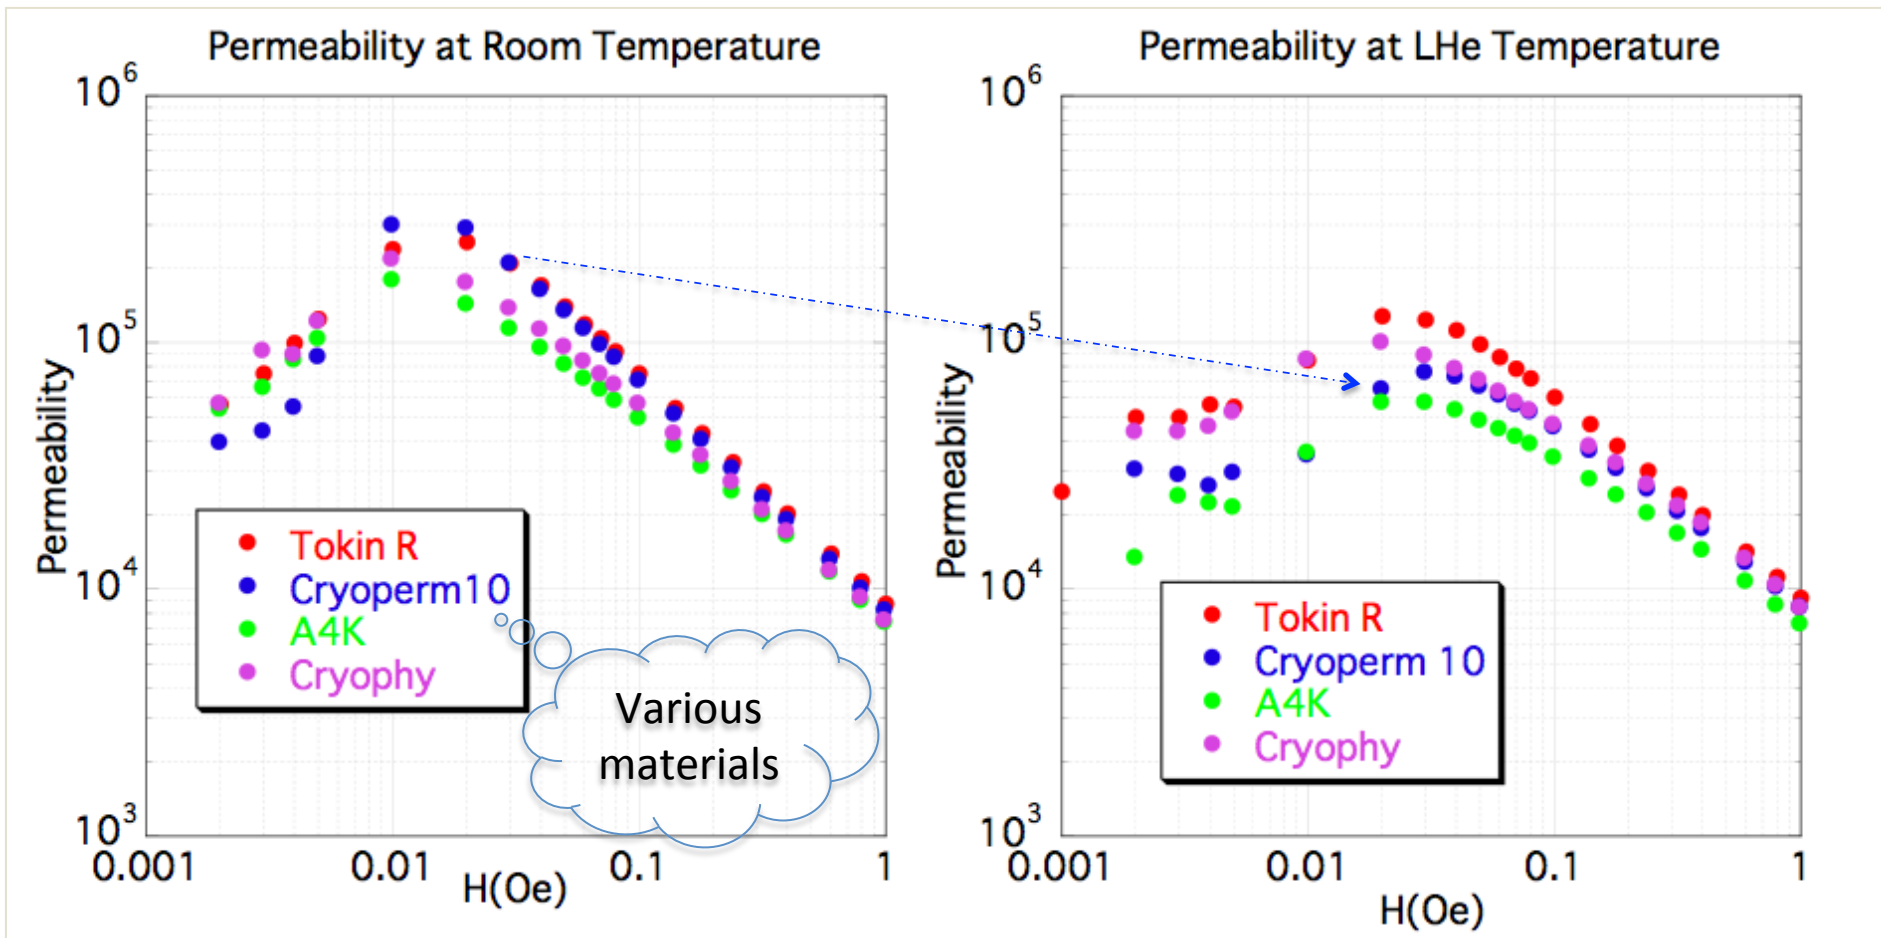 Permeability at Room Temperature
10^6
10^5
10^4
10^3
Permeability
0.001
0.01
0.1
1
H(Oe)
Tokin R
Cryoperm10
A4K
Cryophy
Various
materials
Permeability at LHe Temperature
10^6
10^5
10^4
10^3
Permeability
0.001
0.01
0.1
1
H(Oe)
Tokin R
Cryoperm 10
A4K
Cryophy